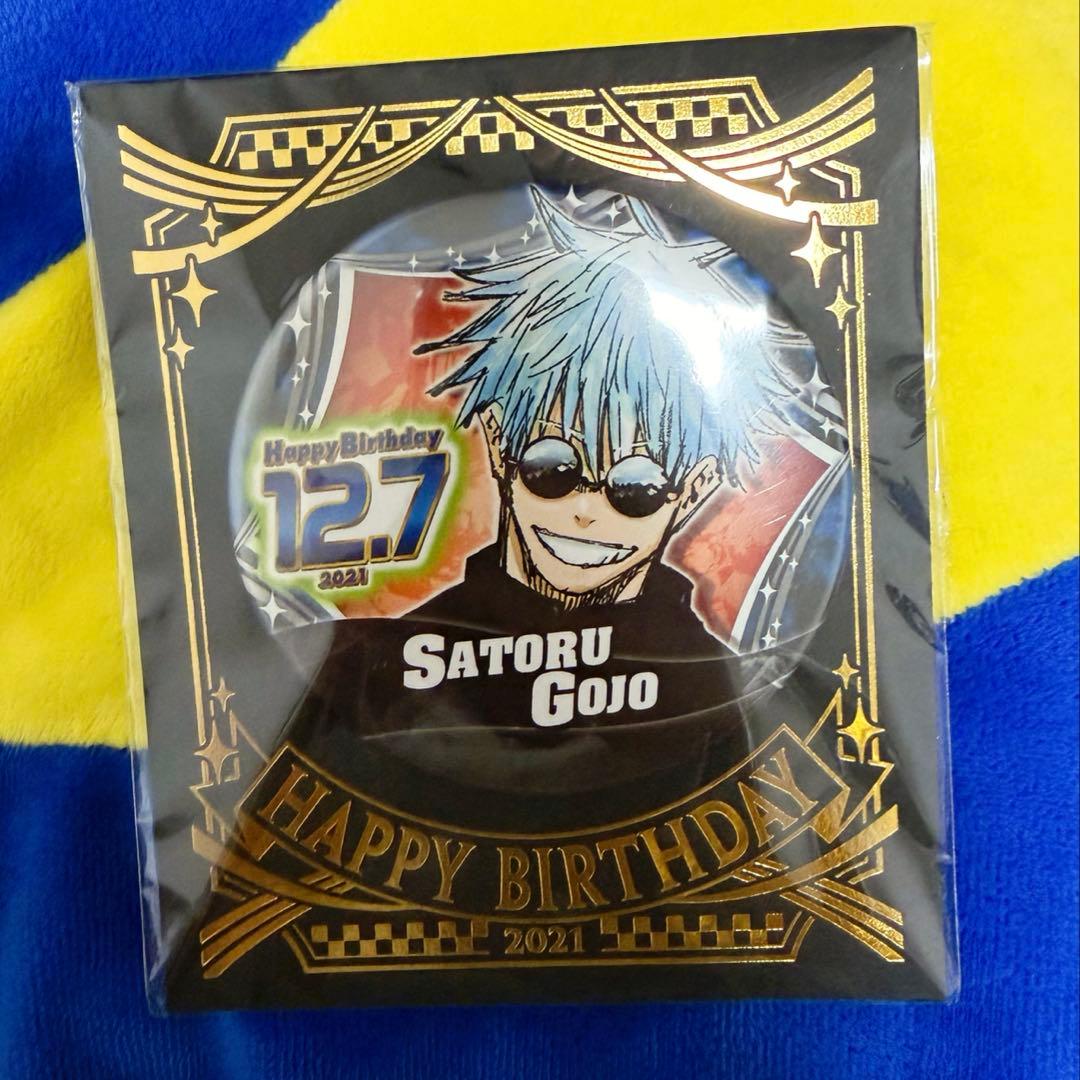 Happy Birthday
12.7
2021
SATORU
GOJO
HAPPY BIRTHDAY
2021